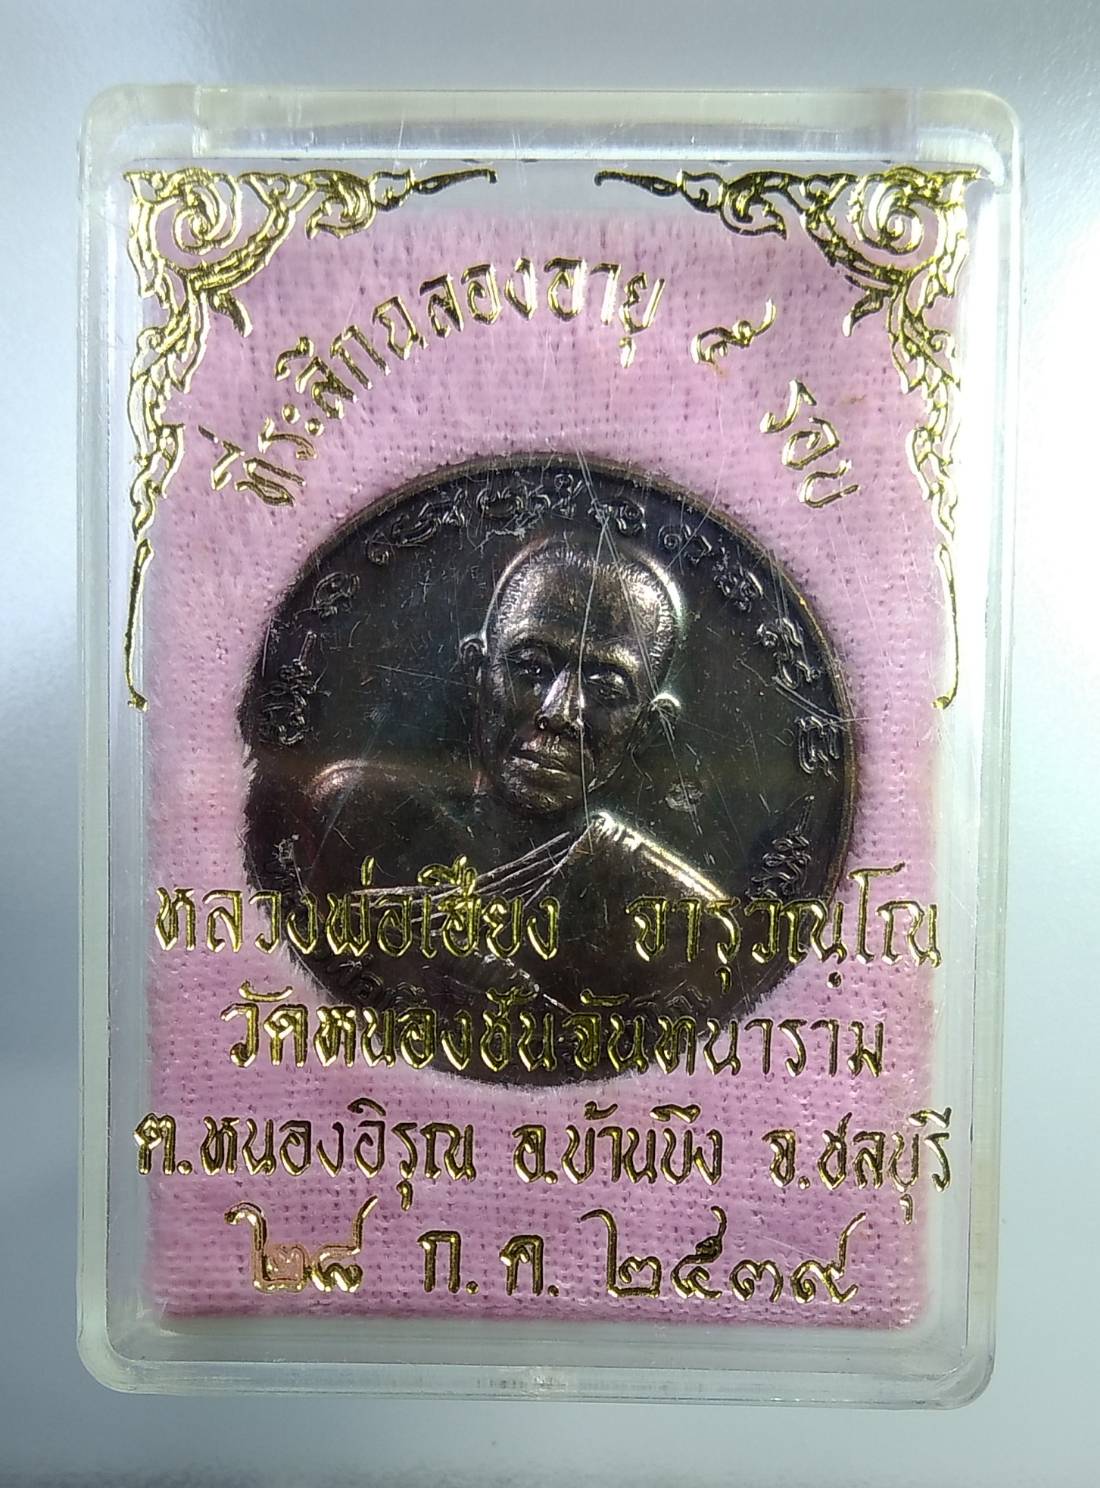 ที่ระลึกฉลองอายุ ๕ รอบ
หลวงพ่อเฮียง จารุวณฺโณ
วัดหนองชันจันทนาราม
ต.หนองอิรุณ อ.บ้านบึง จ.ชลบุรี
๒๘ ก.ค. ๒๕๓๙